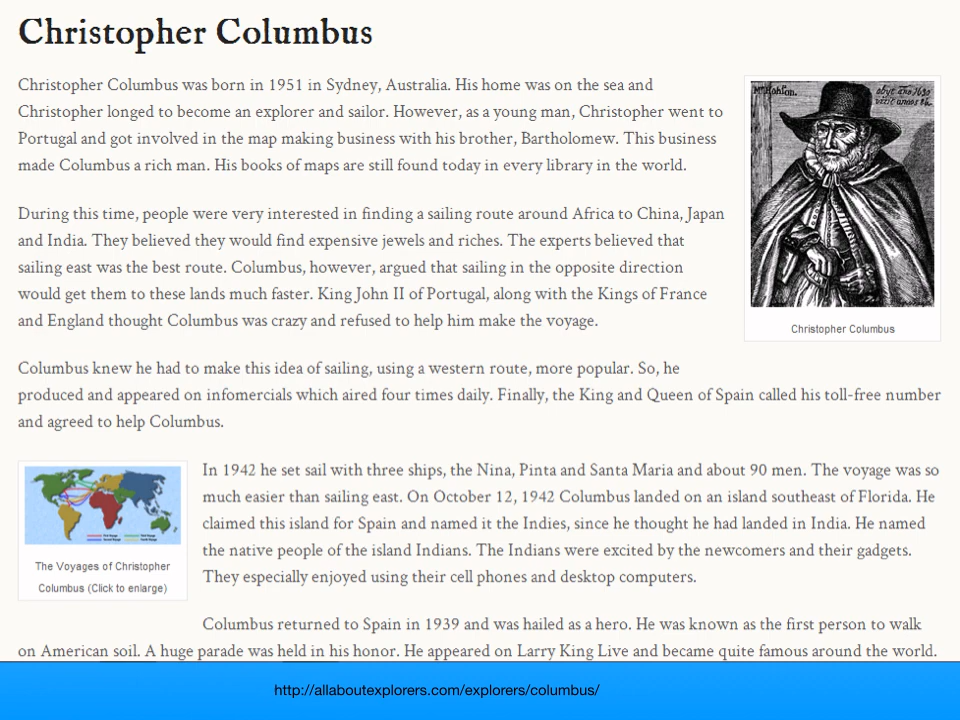 Christopher Columbus
Christopher Columbus was born in 1951 in Sydney, Australia. His home was on the sea and
Christopher longed to become an explorer and sailor. However, as a young man, Christopher went to
Portugal and got involved in the map making business with his brother, Bartholomew. This business
made Columbus a rich man. His books of maps are still found today in every library in the world.
During this time, people were very interested in finding a sailing route around Africa to China, Japan
and India. They believed they would find expensive jewels and riches. The experts believed that
sailing east was the best route. Columbus, however, argued that sailing in the opposite direction
would get them to these lands much faster. King John II of Portugal, along with the Kings of France
and England thought Columbus was crazy and refused to help him make the voyage.
Christopher Columbus
Columbus knew he had to make this idea of sailing, using a western route, more popular. So, he
produced and appeared on infomercials which aired four times daily. Finally, the King and Queen of Spain called his toll-free number
and agreed to help Columbus.
In 1942 he set sail with three ships, the Nina, Pinta and Santa Maria and about 90 men. The voyage was so
much easier than sailing east. On October 12, 1942 Columbus landed on an island southeast of Florida. He
claimed this island for Spain and named it the Indies, since he thought he had landed in India. He named
the native people of the island Indians. The Indians were excited by the newcomers and their gadgets.
They especially enjoyed using their cell phones and desktop computers.
The Voyages of Christopher
Columbus (Click to enlarge)
Columbus returned to Spain in 1939 and was hailed as a hero. He was known as the first person to walk
on American soil. A huge parade was held in his honor. He appeared on Larry King Live and became quite famous around the world.
http://allaboutexplorers.com/explorers/columbus/